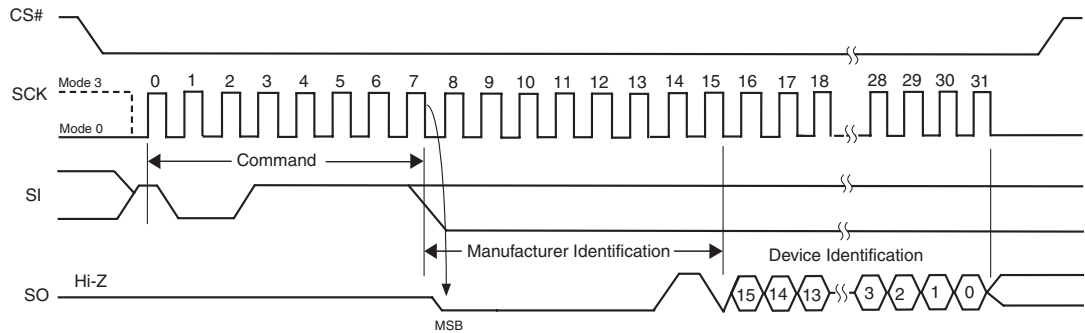 CS#
SCK
Mode 3
Mode 0
0 1 2 3 4 5 6 7 8 9 10 11 12 13 14 15 16 17 18 28 29 30 31
Command
SI
Manufacturer Identification
Device Identification
SO
Hi-Z
MSB
15 14 13 3 2 1 0